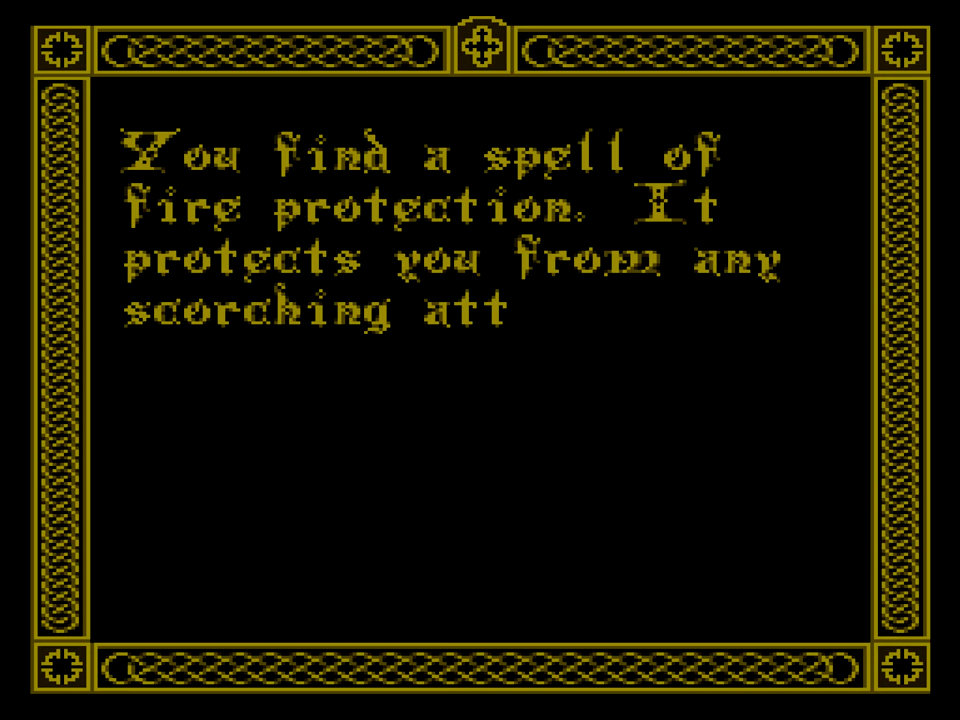 You find a spell of
fire protection. It
protects you from any
scorching att